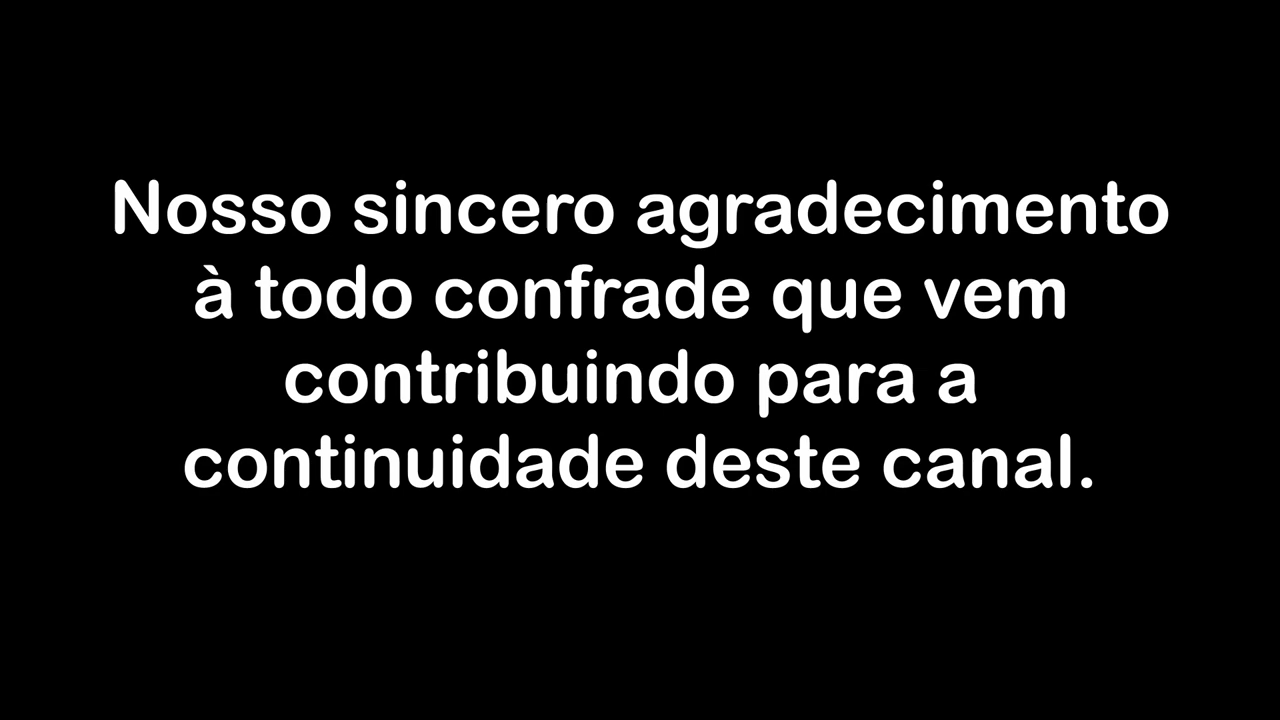 Nosso sincero agradecimento
à todo confrade que vem
contribuindo para a
continuidade deste canal.